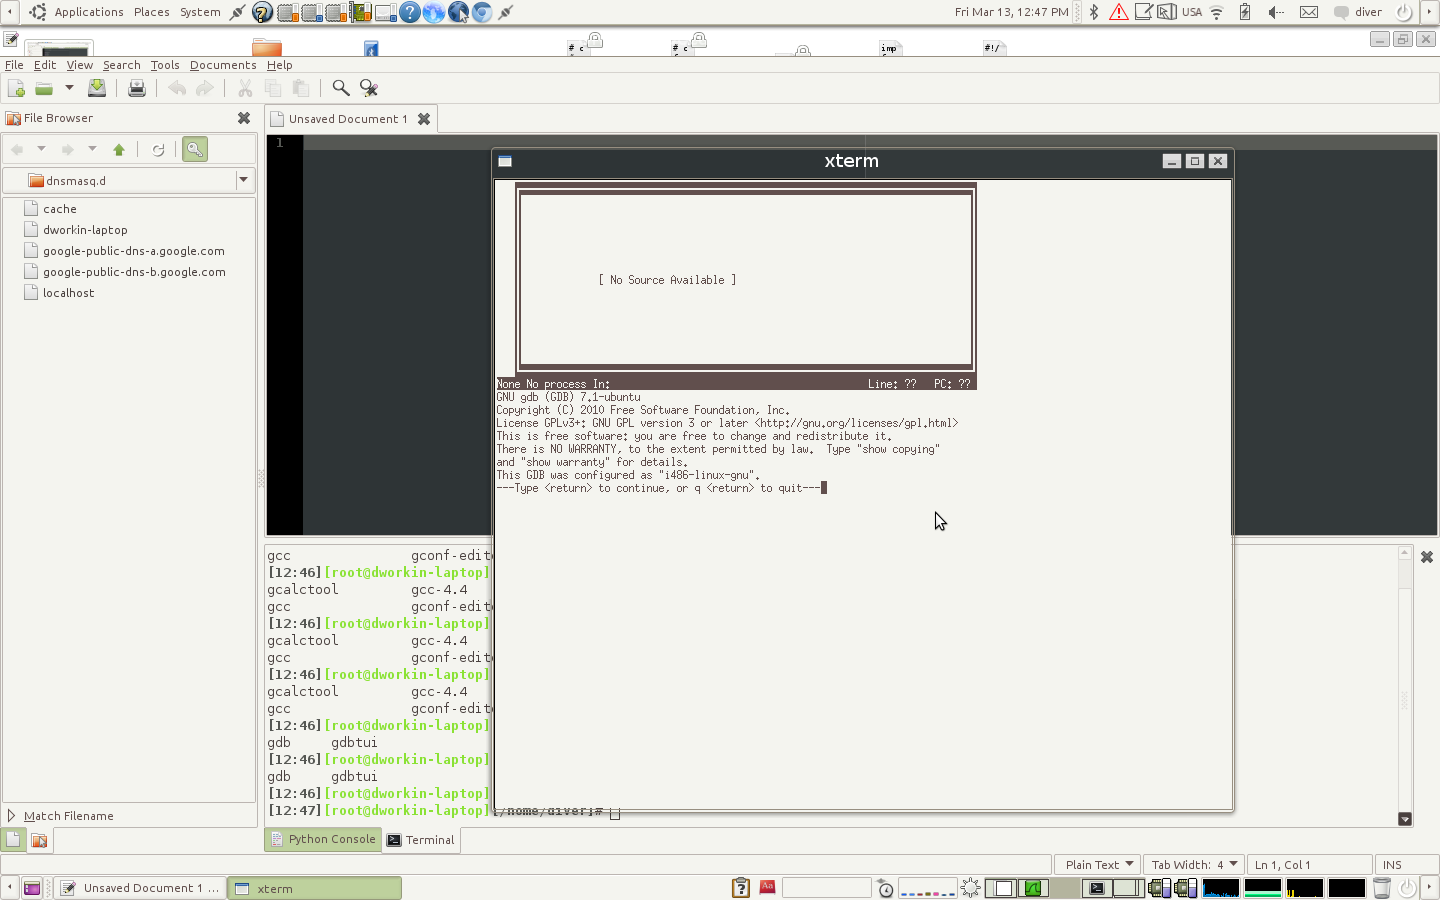 Applications Places System
Fri Mar 13, 12:47 PM
USA
diver
# c
# c
imp
#!/
File Edit View Search Tools Documents Help
File Browser
Unsaved Document 1
1
xterm
dnsmasq.d
cache
dworkin-laptop
google-public-dns-a.google.com
google-public-dns-b.google.com
localhost
[ No Source Available ]
None No process In: Line: ?? PC: ??
GNU gdb (GDB) 7.1-ubuntu
Copyright (C) 2010 Free Software Foundation, Inc.
License GPLv3+: GNU GPL version 3 or later <http://gnu.org/licenses/gpl.html>
This is free software: you are free to change and redistribute it.
There is NO WARRANTY, to the extent permitted by law.  Type "show copying"
and "show warranty" for details.
This GDB was configured as "i486-linux-gnu".
---Type <return> to continue, or q <return> to quit---
gcc gconf-edit
[12:46][root@dworkin-laptop]
gcalctool gcc-4.4
gcc gconf-edit
[12:46][root@dworkin-laptop]
gcalctool gcc-4.4
gcc gconf-edit
[12:46][root@dworkin-laptop]
gcalctool gcc-4.4
gcc gconf-edit
[12:46][root@dworkin-laptop]
gdb gdbtui
[12:46][root@dworkin-laptop]
gdb gdbtui
[12:46][root@dworkin-laptop]
[12:47][root@dworkin-laptop][/home/diver]#
Match Filename
Python Console
Terminal
Plain Text
Tab Width: 4
Ln 1, Col 1
INS
Unsaved Document 1 ...
xterm
Aa